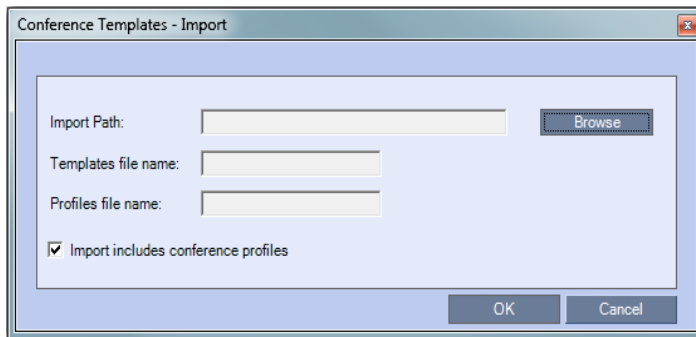 Conference Templates - Import
Import Path:
Browse
Templates file name:
Profiles file name:
Import includes conference profiles
OK
Cancel